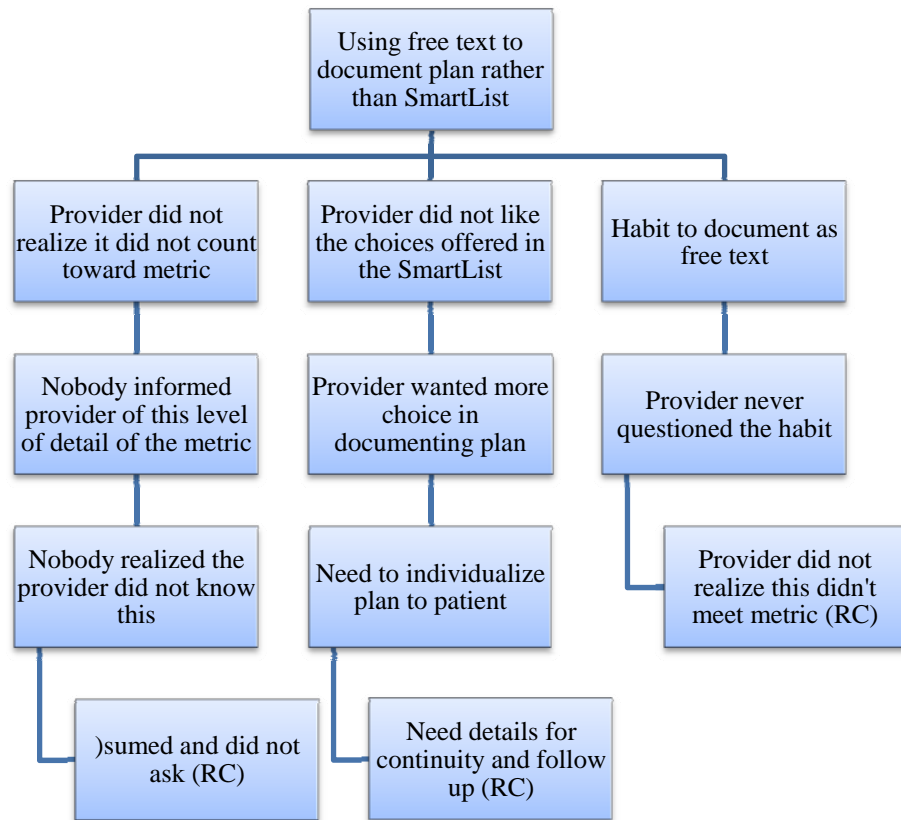 Using free text to
document plan rather
than SmartList
Provider did not
realize it did not count
toward metric
Provider did not like
the choices offered in
the SmartList
Habit to document as
free text
Nobody informed
provider of this level
of detail of the metric
Provider wanted more
choice in
documenting plan
Provider never
questioned the habit
Nobody realized the
provider did not know
this
Need to individualize
plan to patient
Provider did not
realize this didn't
meet metric (RC)
)sumed and did not
ask (RC)
Need details for
continuity and follow
up (RC)